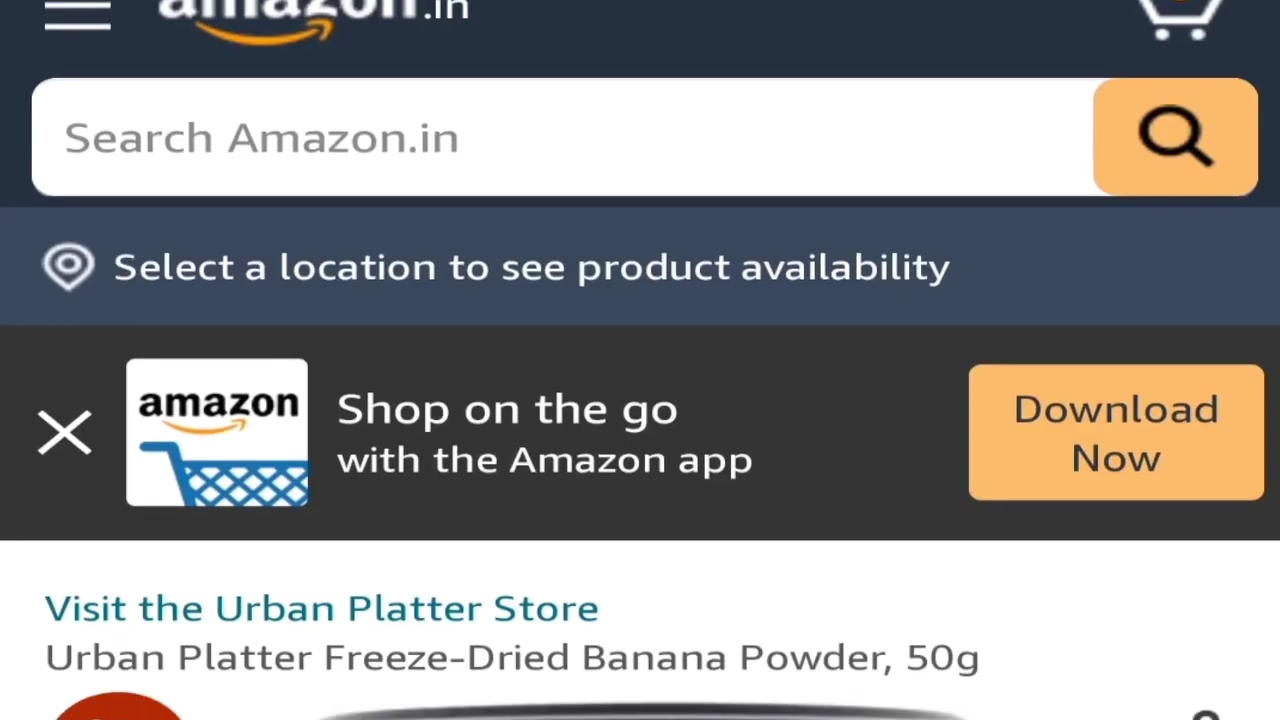 amazon.in
Search Amazon.in
Select a location to see product availability
amazon
Shop on the go
with the Amazon app
Download
Now
Visit the Urban Platter Store
Urban Platter Freeze-Dried Banana Powder, 50g